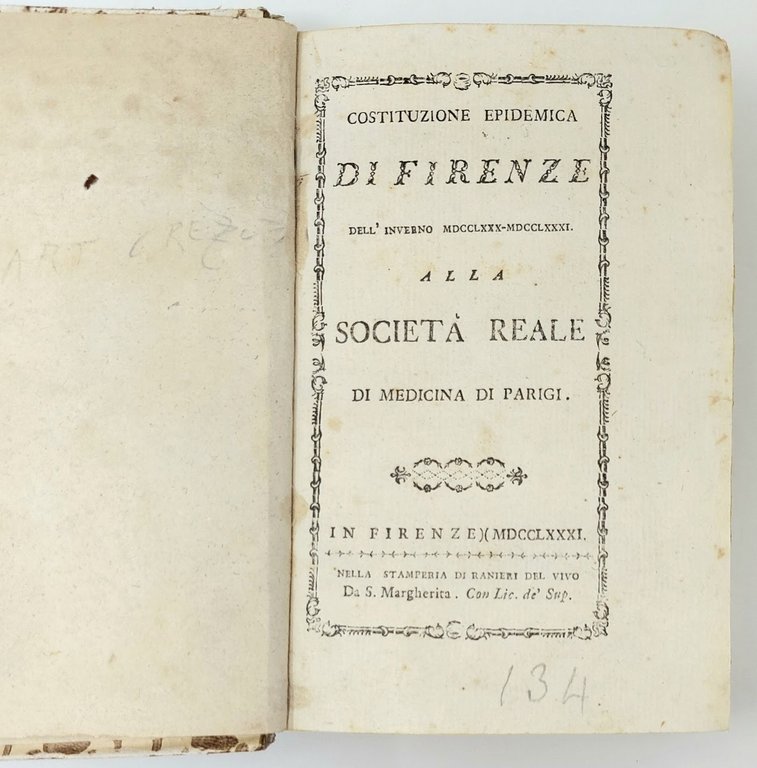 COSTITUZIONE EPIDEMICA
DI FIRENZE
DELL' INVERNO MDCCLXXX-MDCCLXXXI.
ALLA
SOCIETÀ REALE
DI MEDICINA DI PARIGI.
IN FIRENZE)(MDCCLXXXI.
NELLA STAMPERIA DI RANIERI DEL VIVO
Da S. Margherita. Con Lic. de' Sup.
134